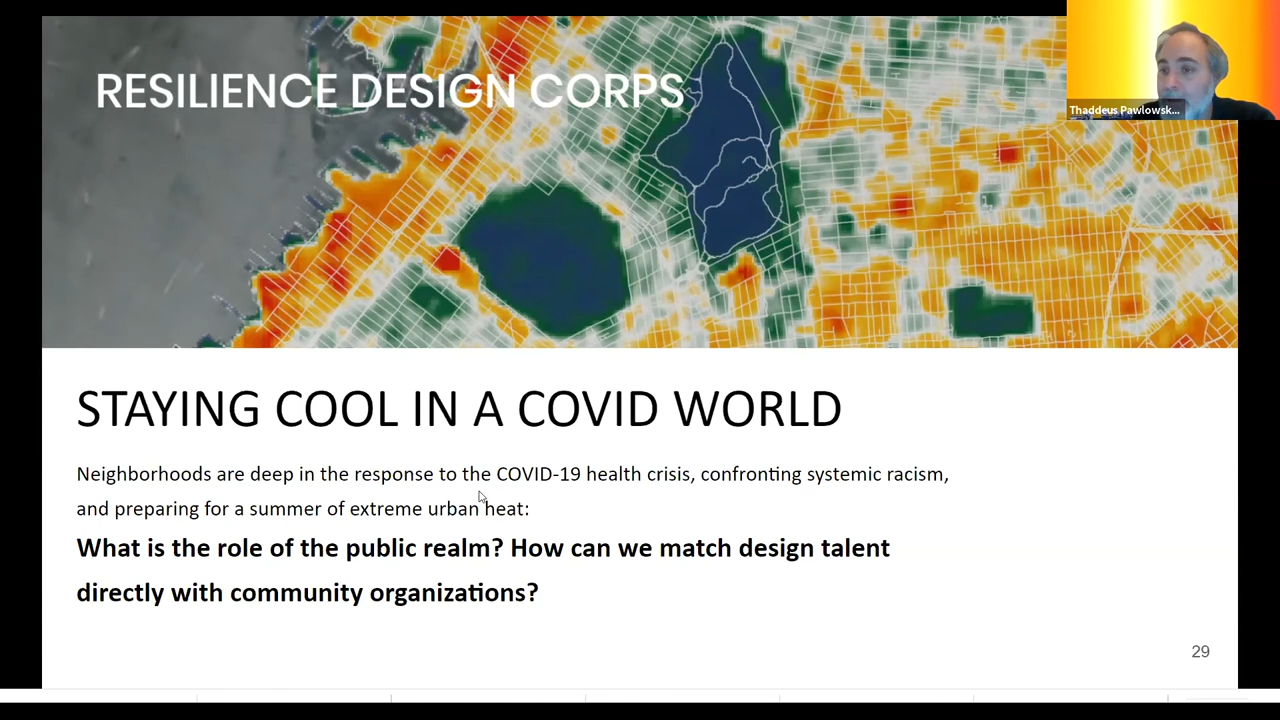 RESILIENCE DESIGN CORPS
Thaddeus Pawlowsk...
STAYING COOL IN A COVID WORLD
Neighborhoods are deep in the response to the COVID-19 health crisis, confronting systemic racism,
and preparing for a summer of extreme urban heat:
What is the role of the public realm? How can we match design talent
directly with community organizations?
29